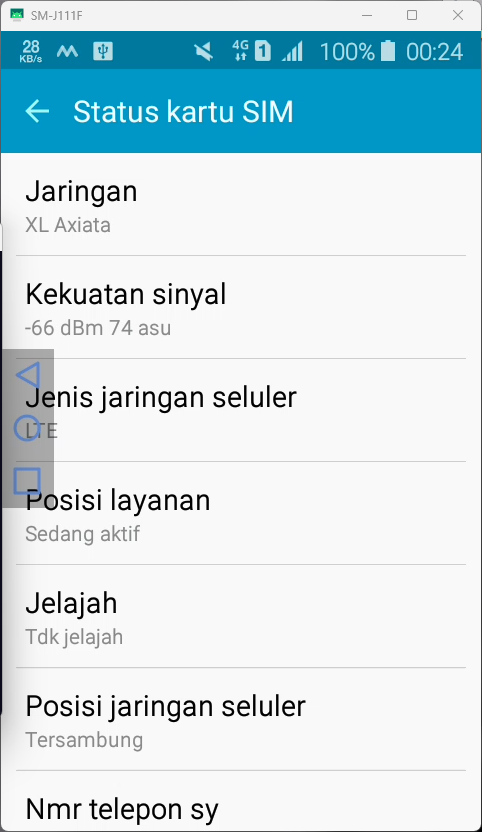 SM-J111F
28
KB/s
4G
1
100%
00:24
Status kartu SIM
Jaringan
XL Axiata
Kekuatan sinyal
-66 dBm 74 asu
Jenis jaringan seluler
LTE
Posisi layanan
Sedang aktif
Jelajah
Tdk jelajah
Posisi jaringan seluler
Tersambung
Nmr telepon sy